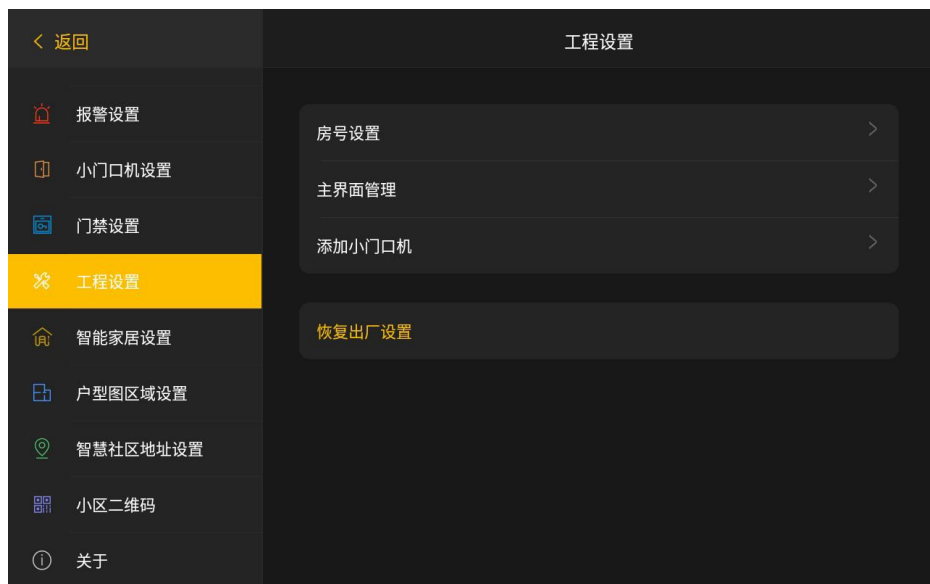 返回
工程设置
报警设置
小门口机设置
门禁设置
工程设置
智能家居设置
户型图区域设置
智慧社区地址设置
小区二维码
关于
房号设置
主界面管理
添加小门口机
恢复出厂设置